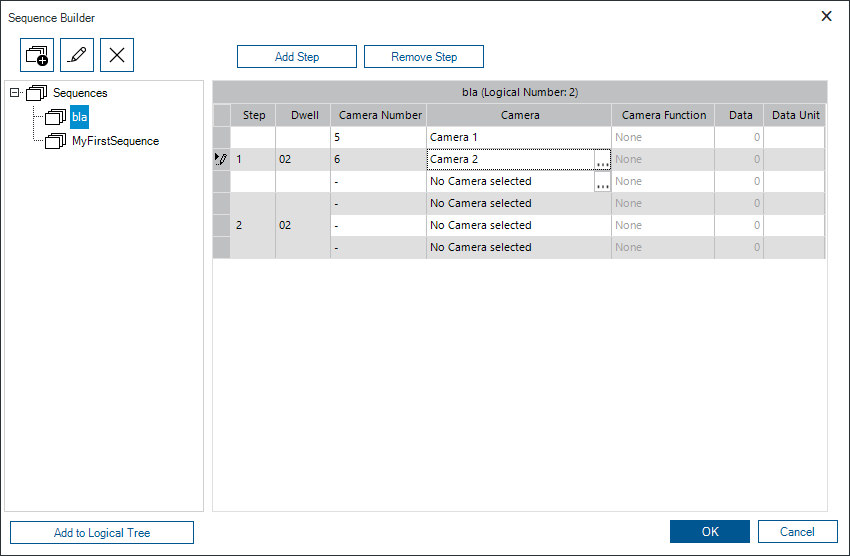 Sequence Builder
Add Step Remove Step
Sequences
bla
MyFirstSequence
bla (Logical Number: 2)
Step Dwell Camera Number Camera Camera Function Data Data Unit
5 Camera 1 None 0
1 02 6 Camera 2 ... None 0
- No Camera selected ... None 0
- No Camera selected None 0
2 02 - No Camera selected None 0
- No Camera selected None 0
Add to Logical Tree
OK Cancel